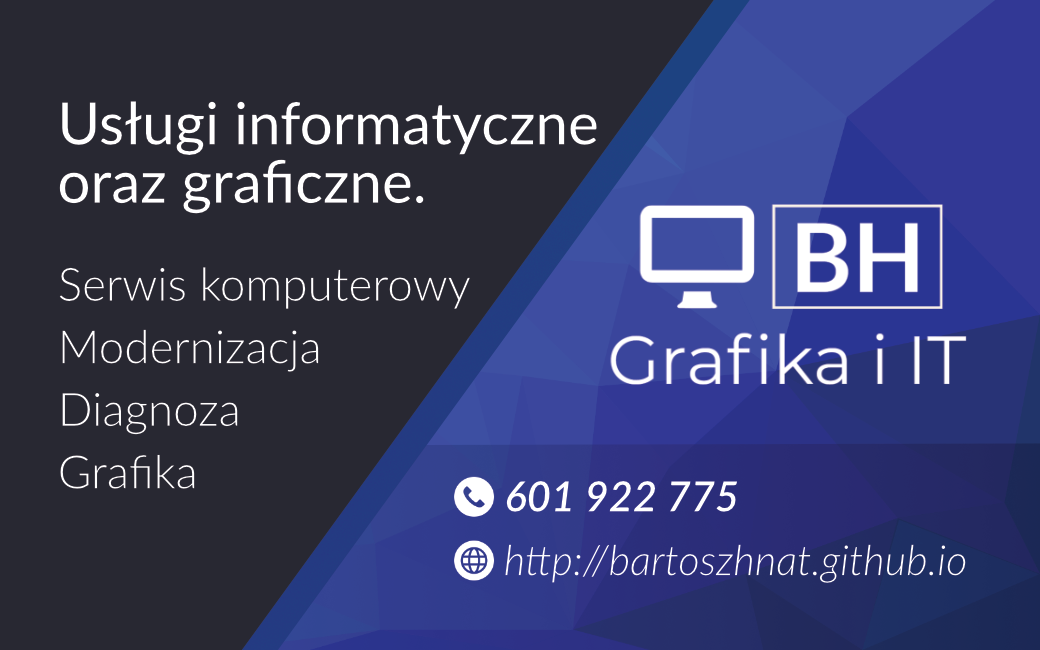 Usługi informatyczne
oraz graficzne.
Serwis komputerowy
Modernizacja
Diagnoza
Grafika
BH
Grafika i IT
601 922 775
http://bartoszhnat.github.io